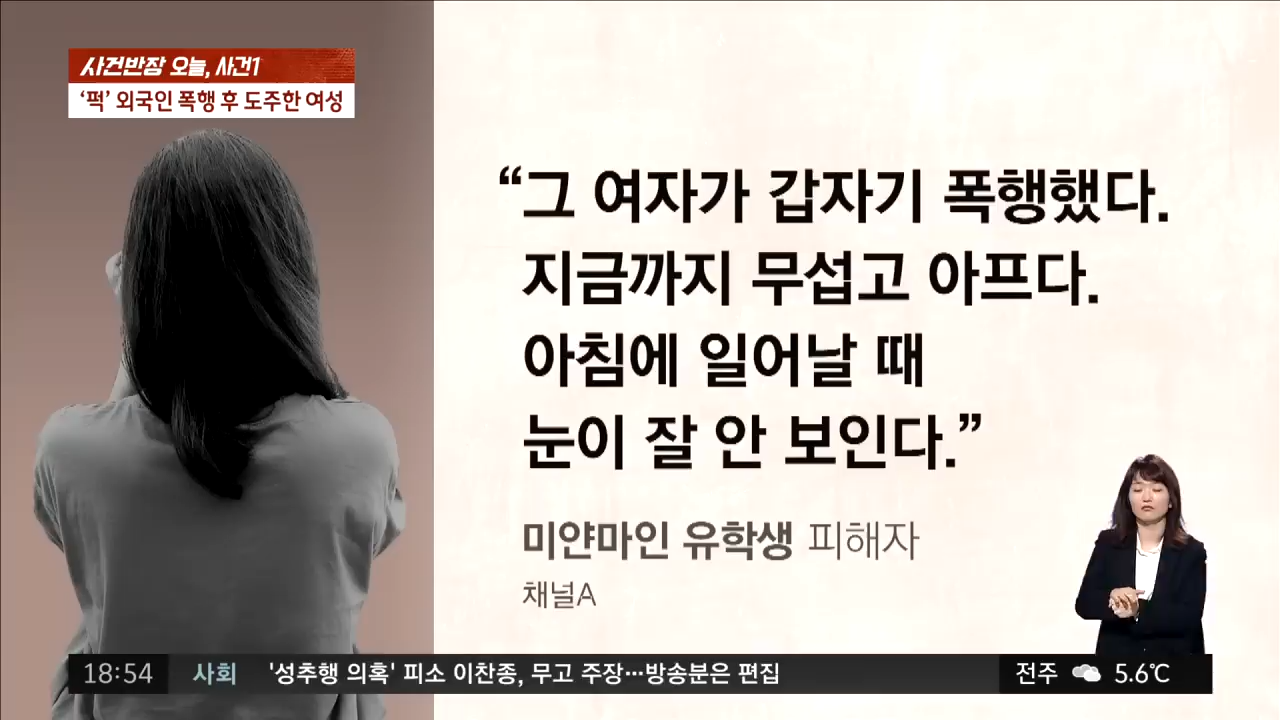 사건반장 오늘, 사건1
‘퍽’ 외국인 폭행 후 도주한 여성
“그 여자가 갑자기 폭행했다.
지금까지 무섭고 아프다.
아침에 일어날 때
눈이 잘 안 보인다.”
미얀마인 유학생 피해자
채널A
18:54 사회 '성추행 의혹' 피소 이찬종, 무고 주장…방송분은 편집 전주 5.6℃